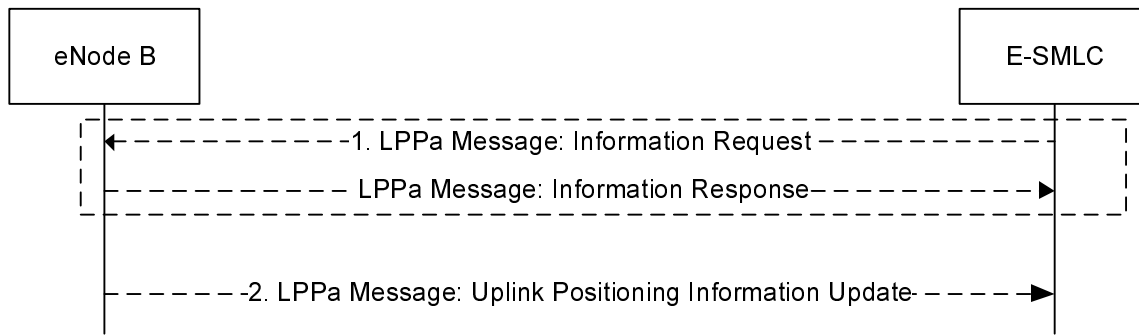 eNode B
E-SMLC
1. LPPa Message: Information Request
LPPa Message: Information Response
2. LPPa Message: Uplink Positioning Information Update